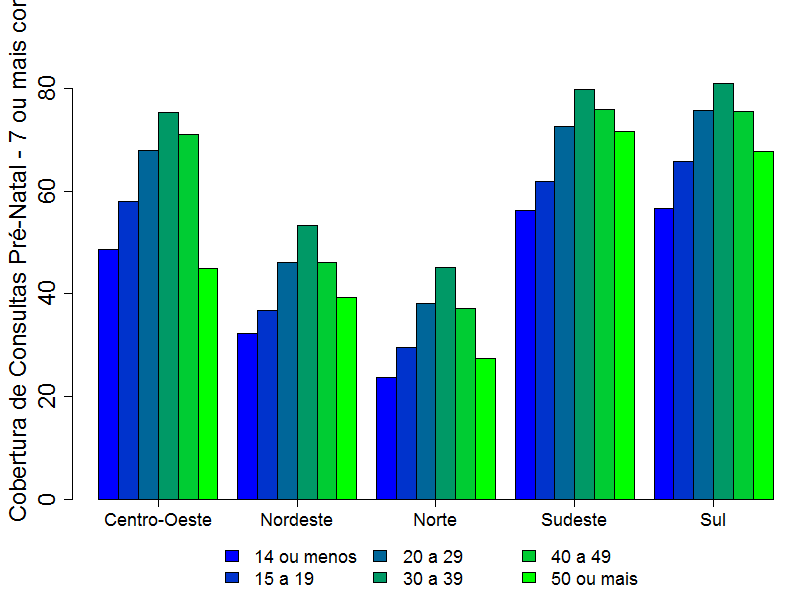 Cobertura de Consultas Pré-Natal - 7 ou mais
80
60
40
20
0
Centro-Oeste Nordeste Norte Sudeste Sul
14 ou menos 20 a 29 40 a 49
15 a 19 30 a 39 50 ou mais